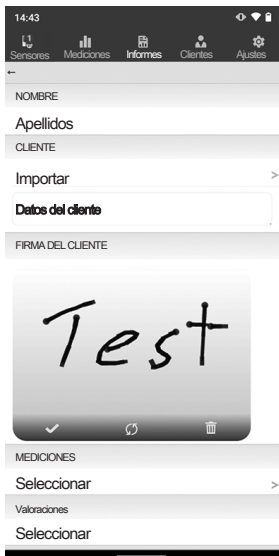 14:43
Sensores Mediciones Informes Clientes Ajustes
←
NOMBRE
Apellidos
CLIENTE
Importar >
Datos del cliente
FIRMA DEL CLIENTE
Test
MEDICIONES
Seleccionar >
Valoraciones
Seleccionar